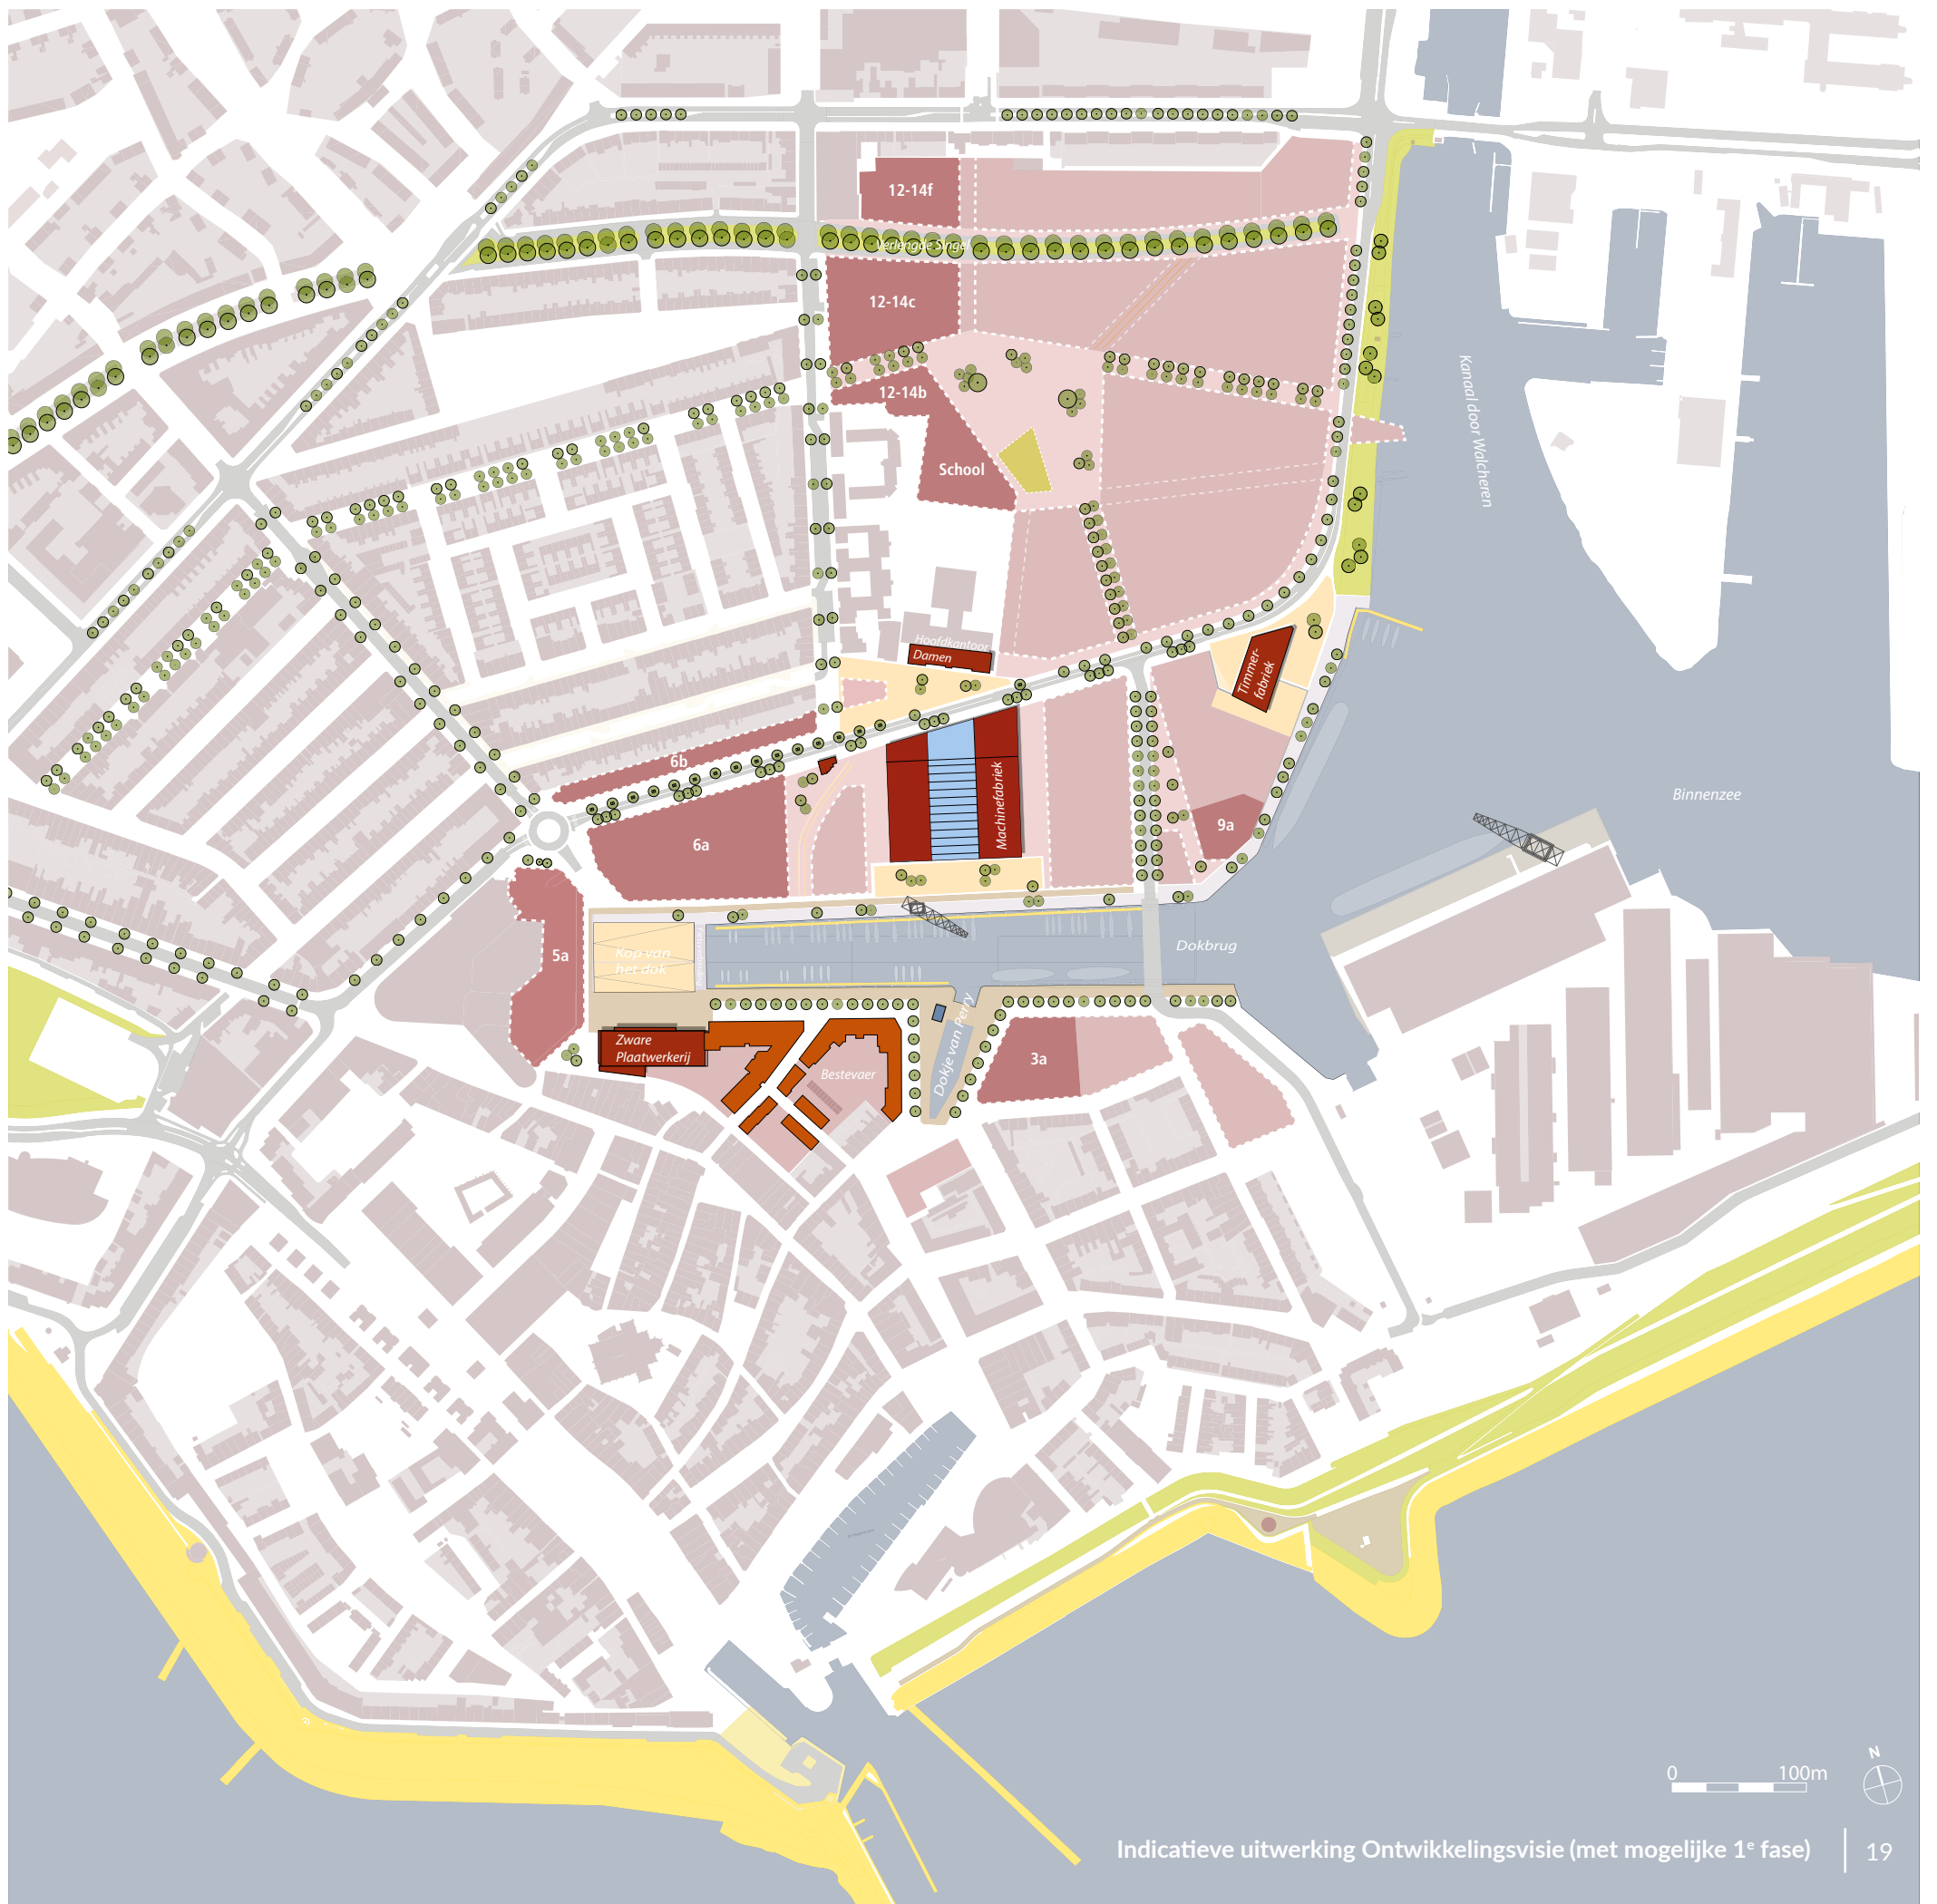 12-14f
Verlengde Singel
12-14c
12-14b
School
Kanaal door Walcheren
Hoofdkantoor
Damen
Timmer-
fabriek
6b
Machinefabriek
Binnenzee
6a
9a
5a
Kop van
het dok
Dokbrug
Zware
Plaatwerkerij
Bestevaer
Dokje van Perry
3a
N
0 100m
Indicatieve uitwerking Ontwikkelingsvisie (met mogelijke 1e fase) 19